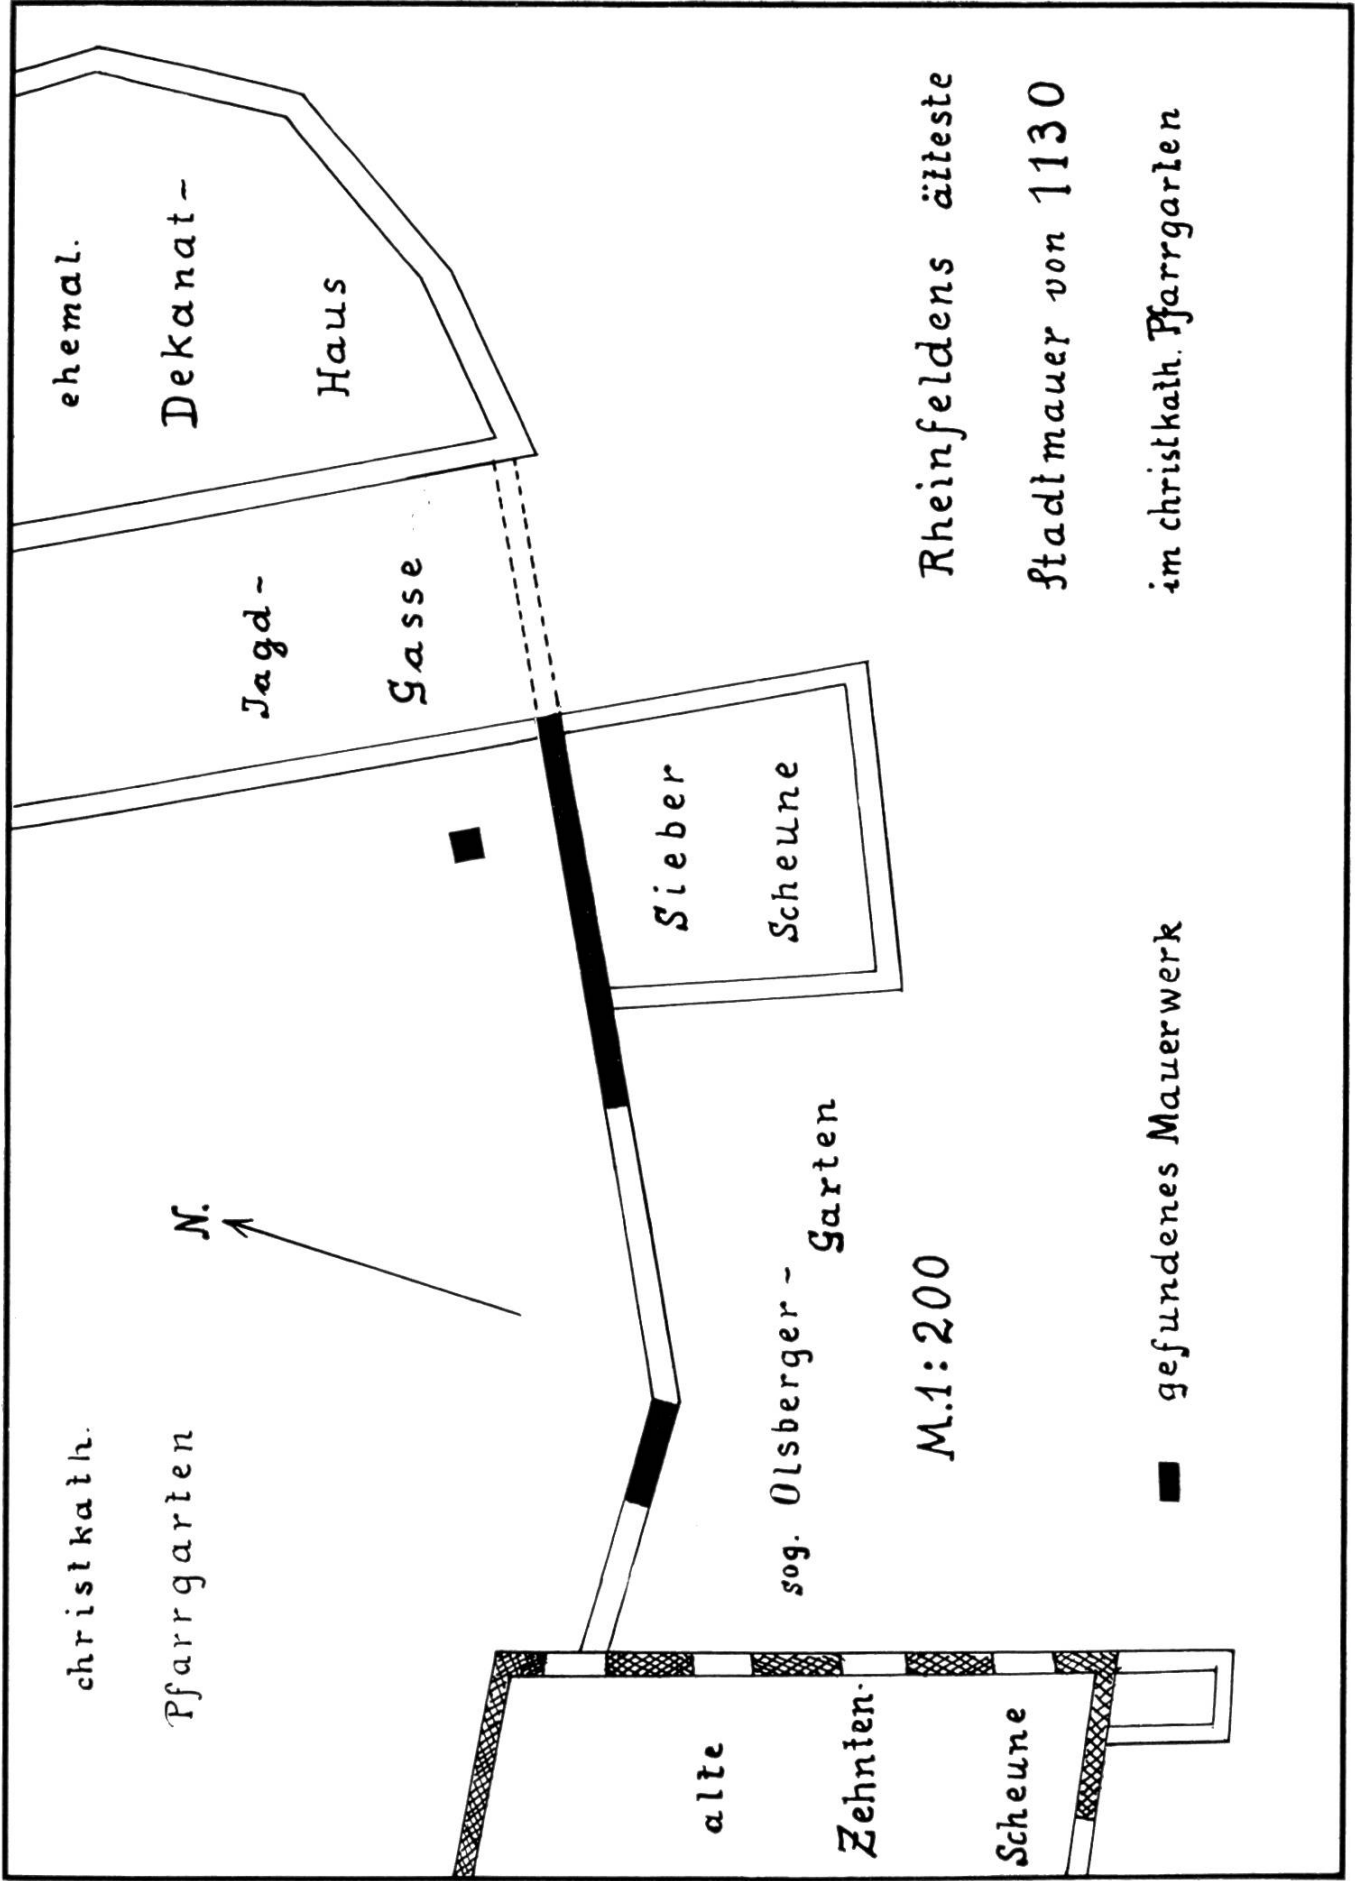 christkath.
Pfarrgarten
N.
ehemal.
Dekanat-
Haus
Jagd-
Gasse
Sieber
Scheune
sog. Olsberger-
Garten
alte
Zehnten-
Scheune
M.1:200
Rheinfeldens älteste
Stadtmauer von 1130
im christkath. Pfarrgarten
gefundenes Mauerwerk